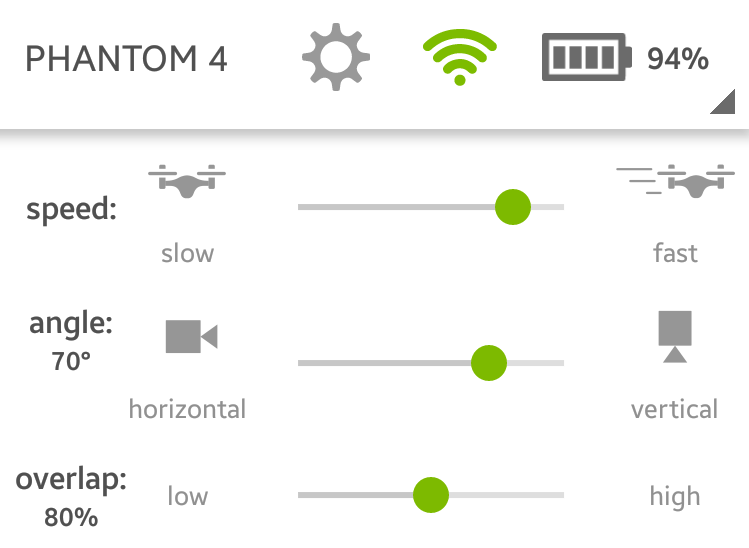 PHANTOM 4 94%
speed:
slow fast
angle:
70°
horizontal vertical
overlap:
low high
80%